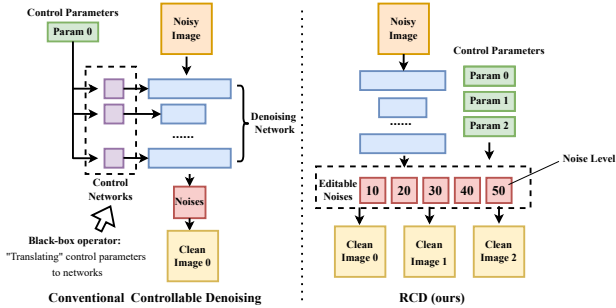 Control Parameters
Param 0
Noisy
Image
......
Denoising
Network
Control
Networks
Noises
Black-box operator:
"Translating" control parameters
to networks
Clean
Image 0
Conventional Controllable Denoising
Noisy
Image
Control Parameters
Param 0
Param 1
Param 2
......
Noise Level
Editable
Noises
10 20 30 40 50
Clean
Image 0
Clean
Image 1
Clean
Image 2
RCD (ours)